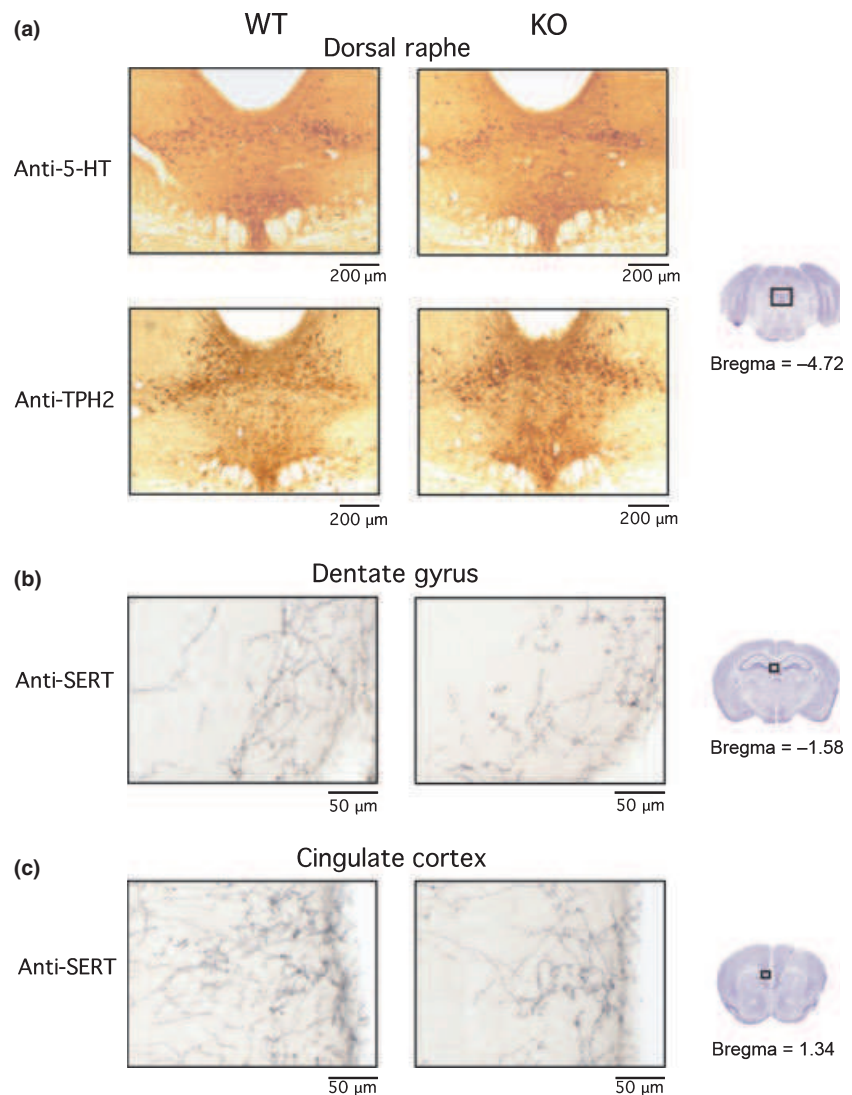 (a)
WT KO
Dorsal raphe
Anti-5-HT
200 µm 200 µm
Bregma = –4.72
Anti-TPH2
200 µm 200 µm
(b)
Dentate gyrus
Anti-SERT
Bregma = –1.58
50 µm 50 µm
(c)
Cingulate cortex
Anti-SERT
Bregma = 1.34
50 µm 50 µm